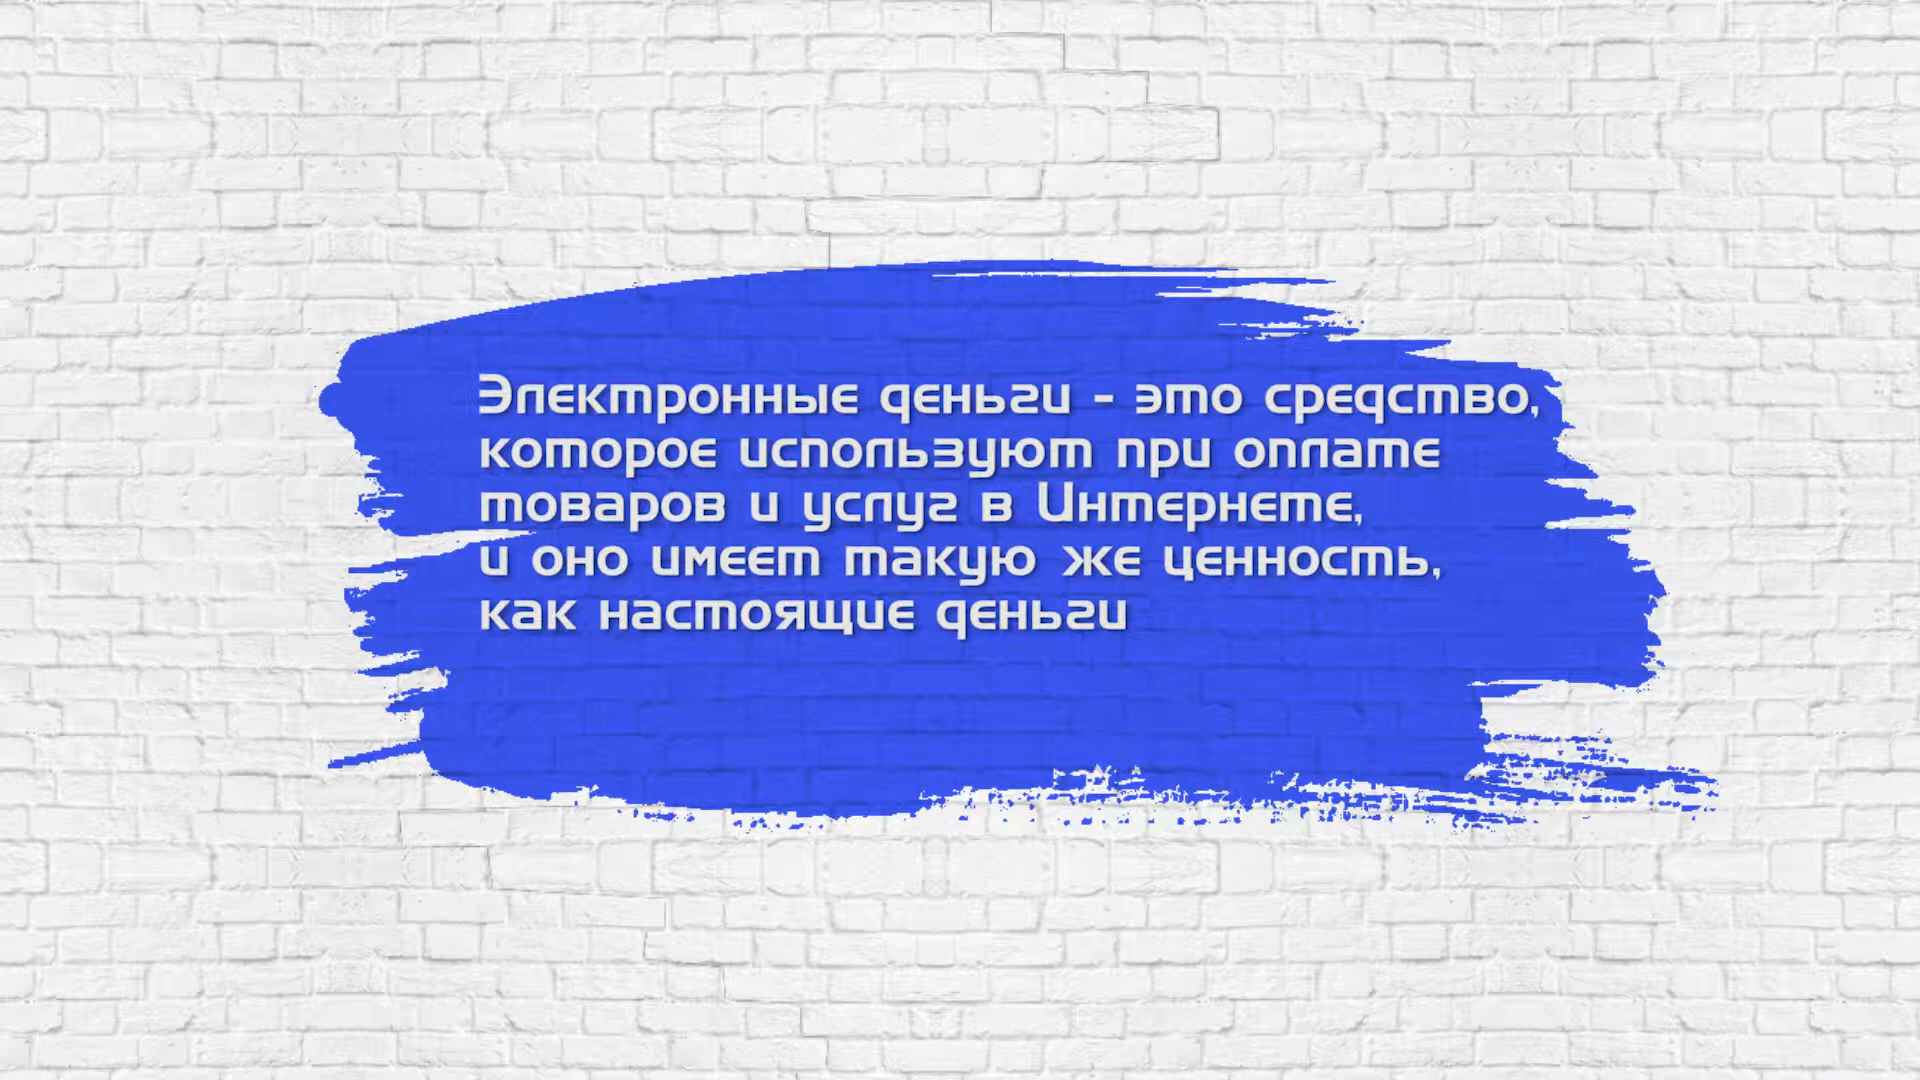 Электронные деньги - это средство,
которое используют при оплате
товаров и услуг в Интернете,
и оно имеет такую же ценность,
как настоящие деньги